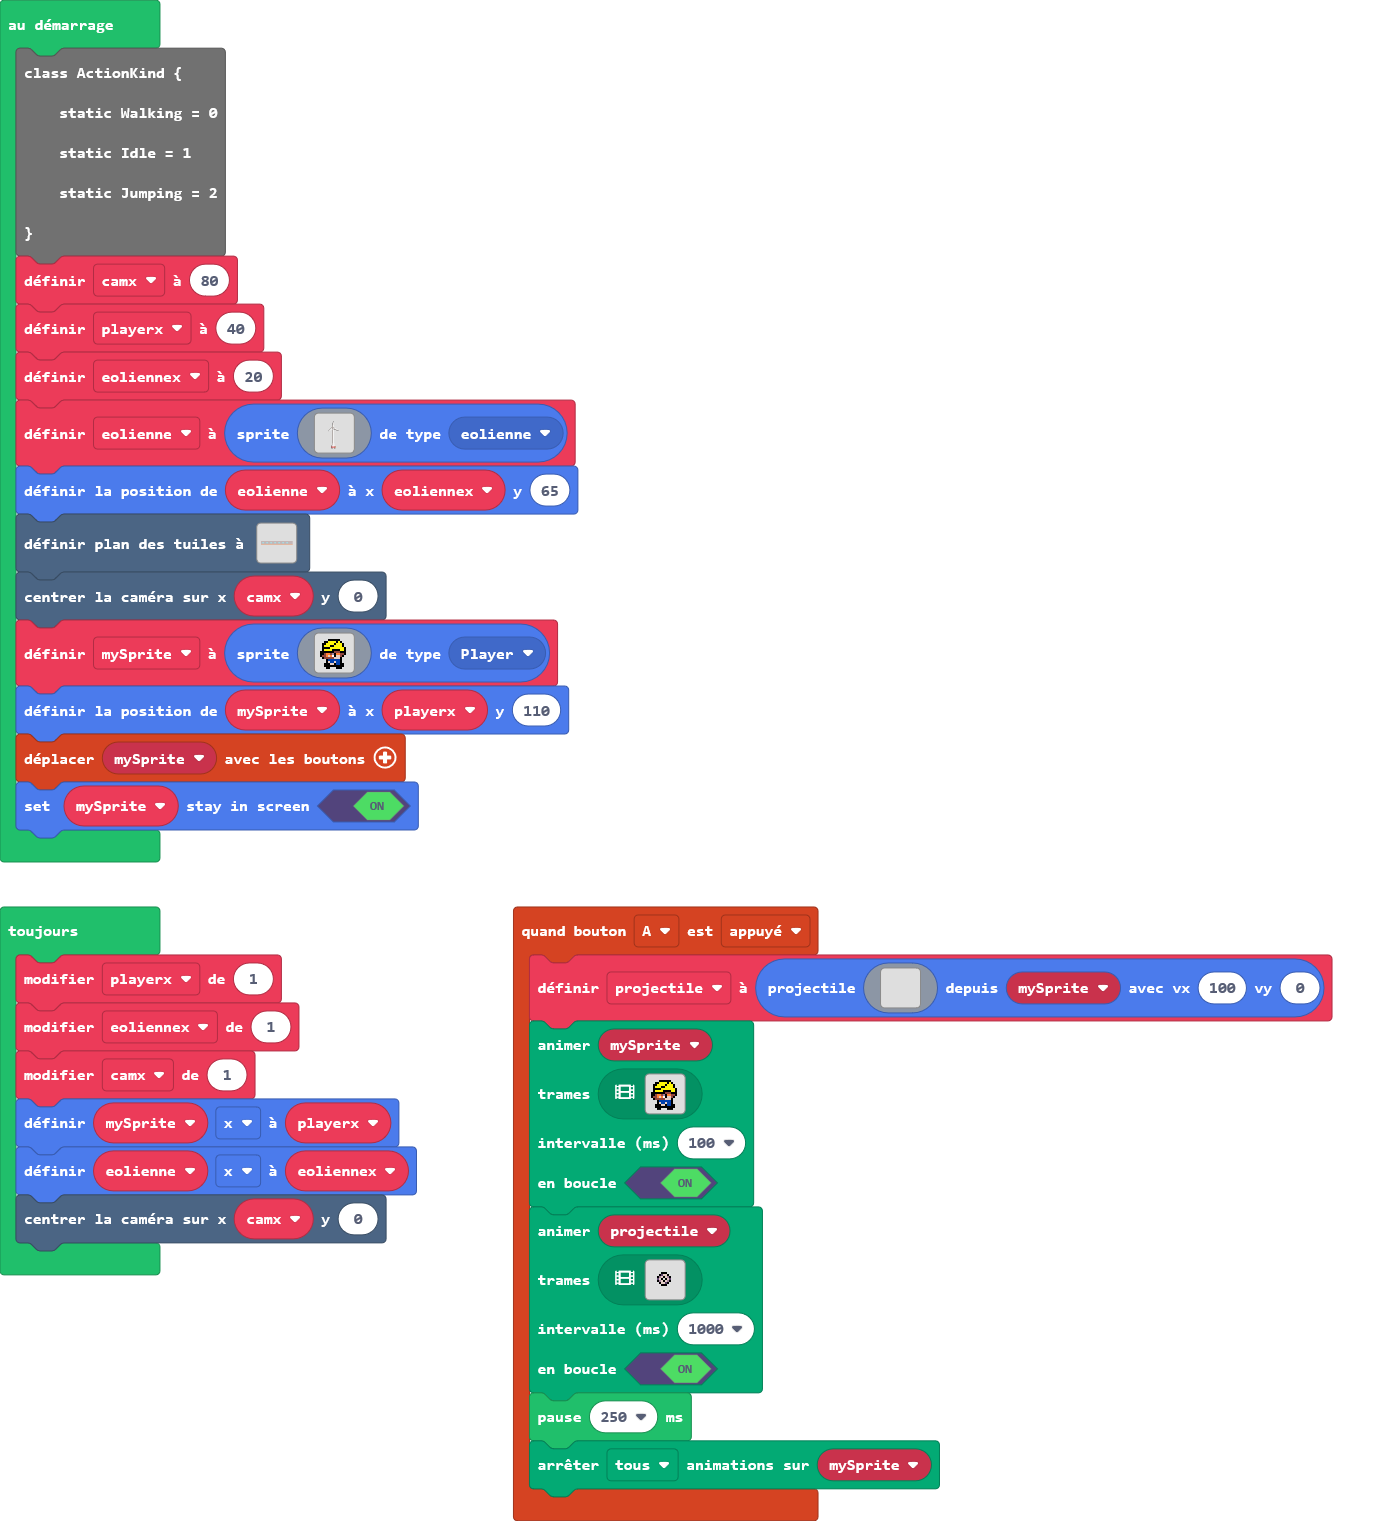 au démarrage
class ActionKind {
static Walking = 0
static Idle = 1
static Jumping = 2
}
définir camx à 80
définir playerx à 40
définir eoliennex à 20
définir eolienne à sprite de type eolienne
définir la position de eolienne à x eoliennex y 65
définir plan des tuiles à
centrer la caméra sur x camx y 0
définir mySprite à sprite de type Player
définir la position de mySprite à x playerx y 110
déplacer mySprite avec les boutons
set mySprite stay in screen ON
toujours
modifier playerx de 1
modifier eoliennex de 1
modifier camx de 1
définir mySprite x à playerx
définir eolienne x à eoliennex
centrer la caméra sur x camx y 0
quand bouton A est appuyé
définir projectile à projectile depuis mySprite avec vx 100 vy 0
animer mySprite
trames
intervalle (ms) 100
en boucle ON
animer projectile
trames
intervalle (ms) 1000
en boucle ON
pause 250 ms
arrêter tous animations sur mySprite